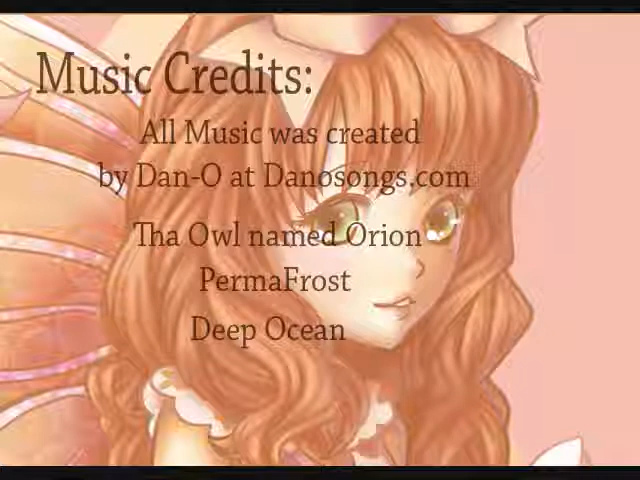 Music Credits:
All Music was created
by Dan-O at Danosongs.com
Tha Owl named Orion
PermaFrost
Deep Ocean